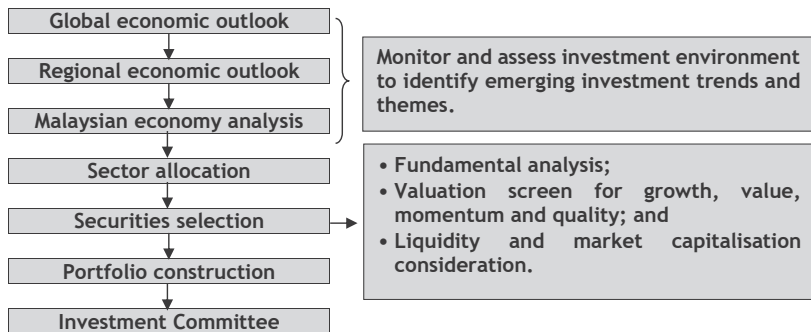 Global economic outlook
Regional economic outlook
Malaysian economy analysis
Monitor and assess investment environment
to identify emerging investment trends and
themes.
Sector allocation
Securities selection
Portfolio construction
Investment Committee
• Fundamental analysis;
• Valuation screen for growth, value,
momentum and quality; and
• Liquidity and market capitalisation
consideration.